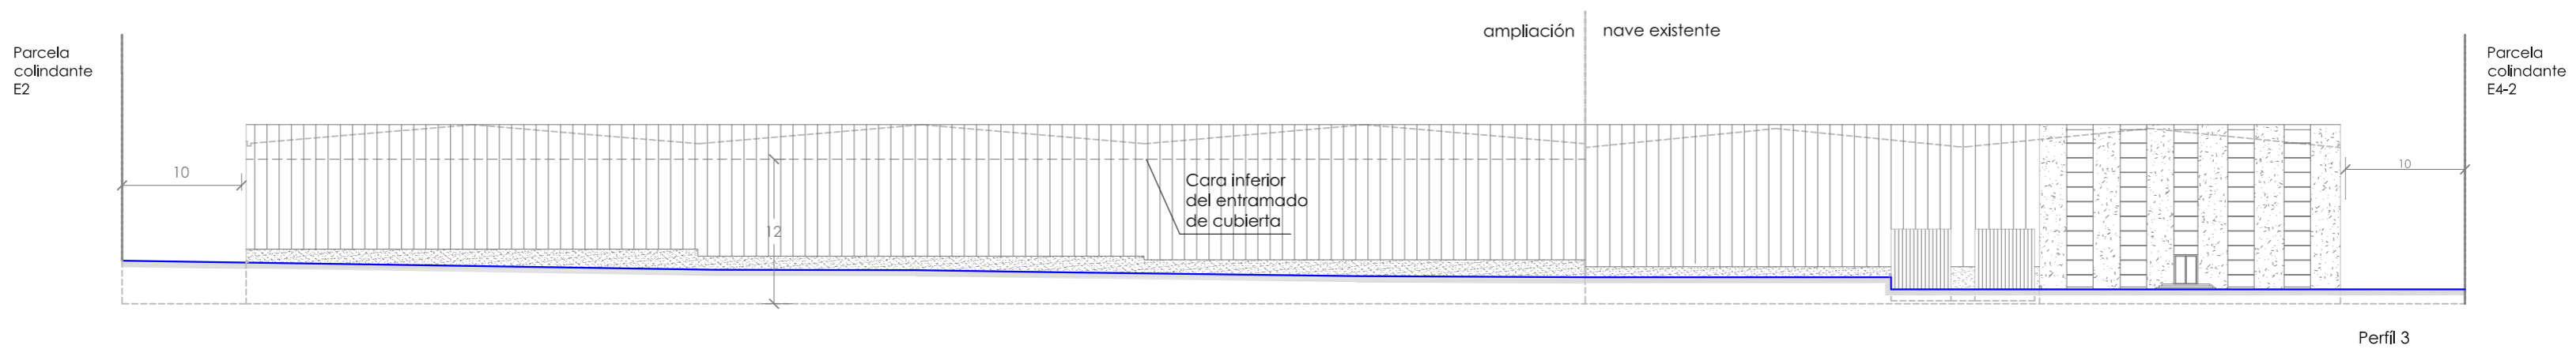 ampliación
nave existente
Parcela
colindante
E2
Parcela
colindante
E4-2
10
10
Cara inferior
del entramado
de cubierta
12
Perfíl 3